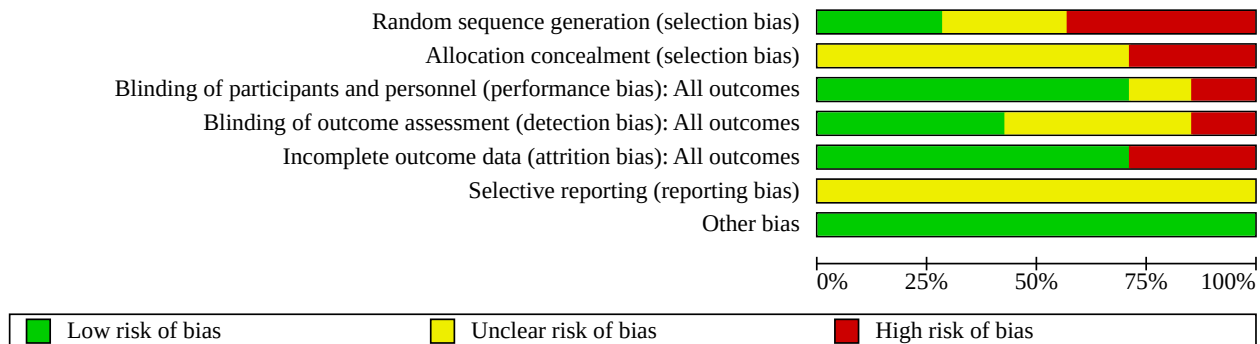 Random sequence generation (selection bias)
Allocation concealment (selection bias)
Blinding of participants and personnel (performance bias): All outcomes
Blinding of outcome assessment (detection bias): All outcomes
Incomplete outcome data (attrition bias): All outcomes
Selective reporting (reporting bias)
Other bias
0% 25% 50% 75% 100%
Low risk of bias Unclear risk of bias High risk of bias